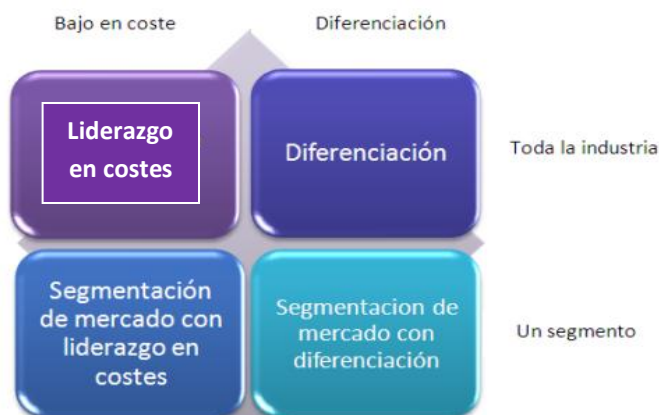 Bajo en coste
Diferenciación
Liderazgo
en costes
Diferenciación
Toda la industria
Segmentación
de mercado con
liderazgo en
costes
Segmentacion de
mercado con
diferenciación
Un segmento